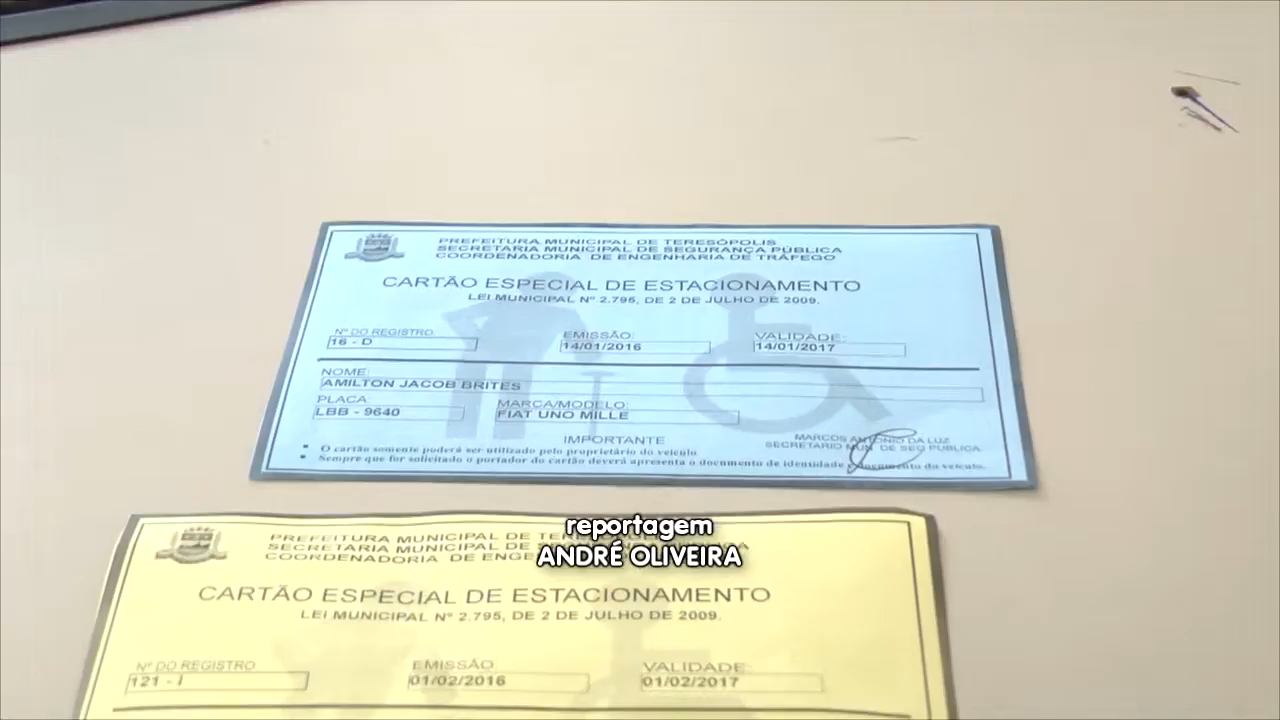 PREFEITURA MUNICIPAL DE TERESÓPOLIS
SECRETARIA MUNICIPAL DE SEGURANÇA PÚBLICA
COORDENADORIA DE ENGENHARIA DE TRÁFEGO
CARTÃO ESPECIAL DE ESTACIONAMENTO
LEI MUNICIPAL Nº 2.795, DE 2 DE JULHO DE 2009.
Nº DO REGISTRO: EMISSÃO: VALIDADE:
16 - D 14/01/2016 14/01/2017
NOME:
AMILTON JACOB BRITES
PLACA: MARCA/MODELO:
LBB - 9640 FIAT UNO MILLE
IMPORTANTE
• O cartão somente poderá ser utilizado pelo proprietário do veículo
• Sempre que for solicitado o portador do cartão deverá apresenta o documento de identidade e documento do veículo.
MARCOS ANTÔNIO DA LUZ
SECRETÁRIO MUN. DE SEG PÚBLICA
reportagem
ANDRÉ OLIVEIRA
PREFEITURA MUNICIPAL DE
SECRETARIA MUNICIPAL DE
COORDENADORIA DE ENGE
CARTÃO ESPECIAL DE ESTACIONAMENTO
LEI MUNICIPAL Nº 2.795, DE 2 DE JULHO DE 2009.
Nº DO REGISTRO EMISSÃO: VALIDADE:
121 - I 01/02/2016 01/02/2017